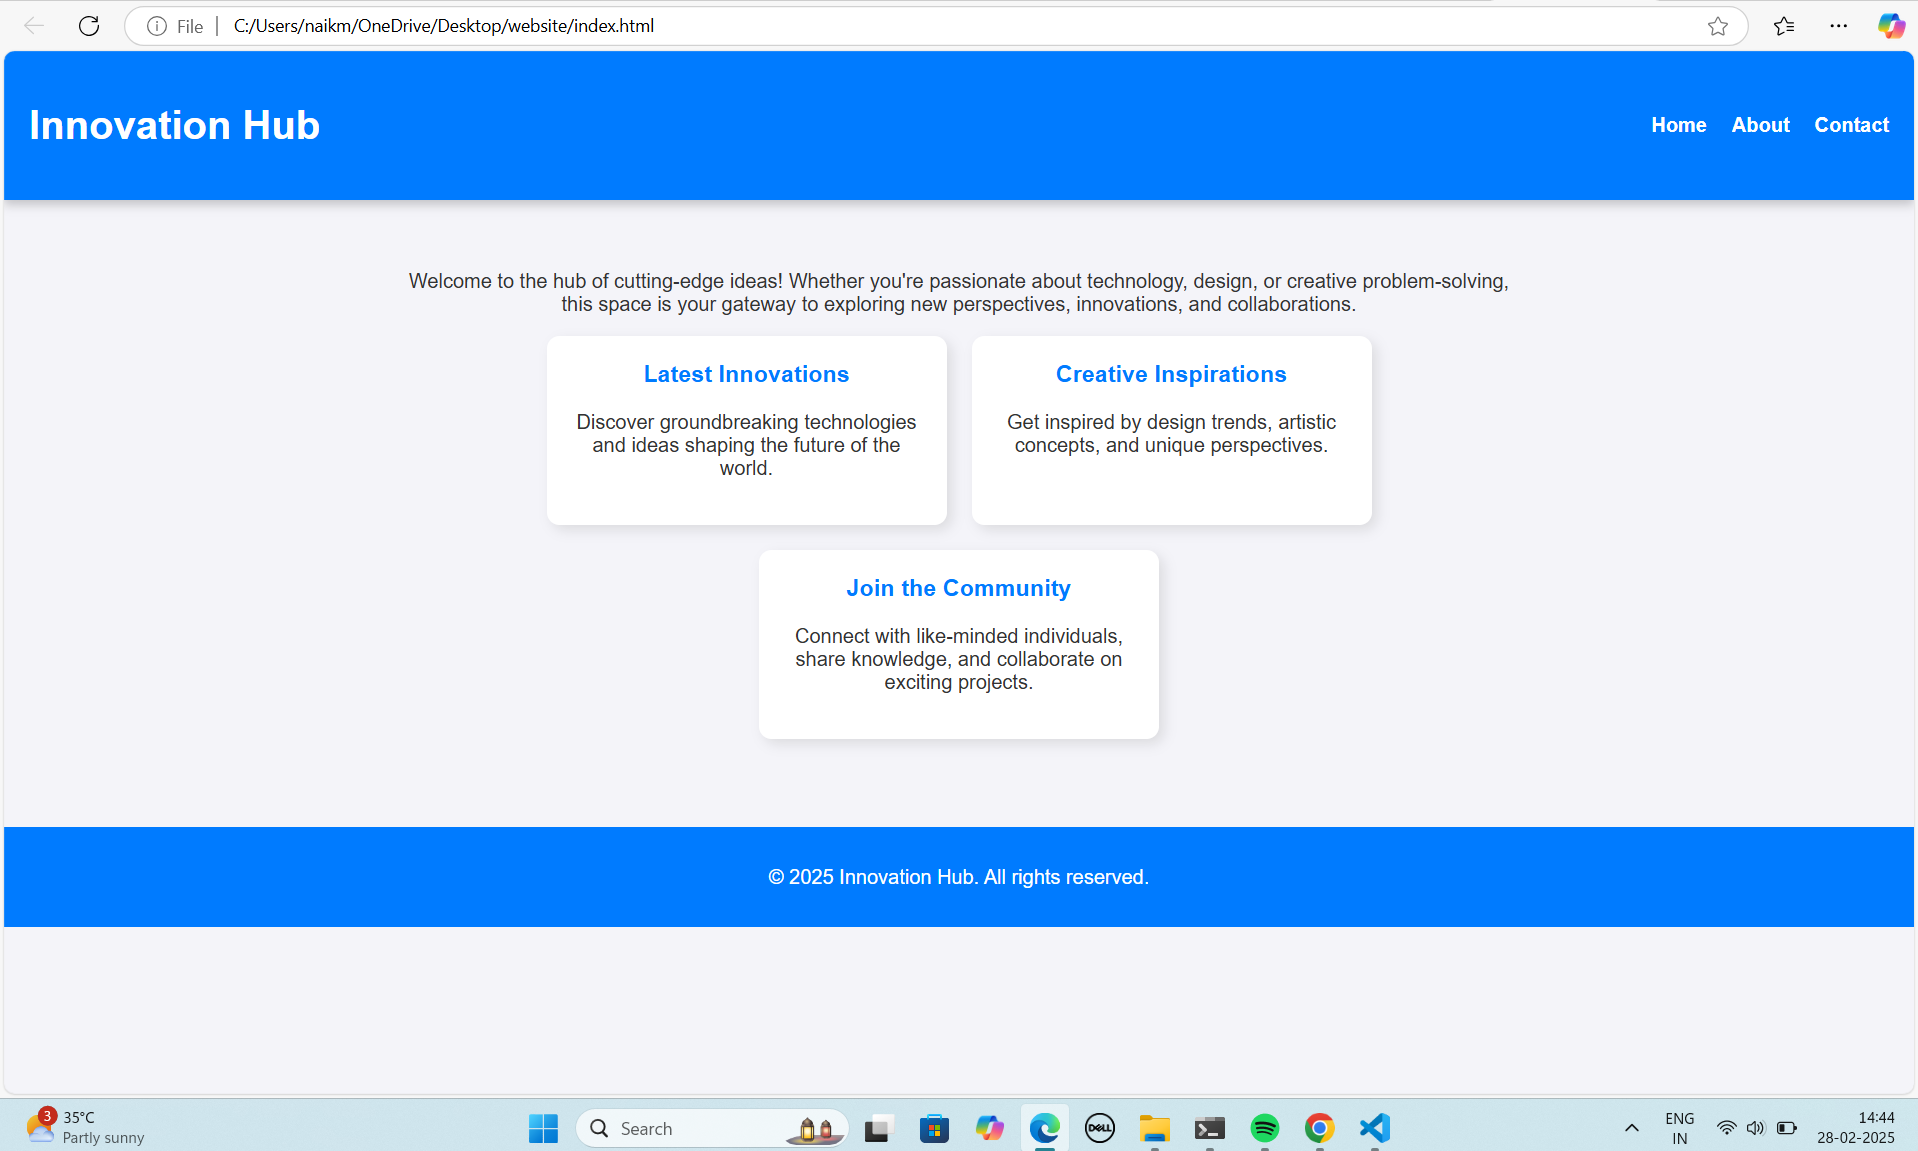 File | C:/Users/naikm/OneDrive/Desktop/website/index.html
Innovation Hub
Home About Contact
Welcome to the hub of cutting-edge ideas! Whether you're passionate about technology, design, or creative problem-solving,
this space is your gateway to exploring new perspectives, innovations, and collaborations.
Latest Innovations
Discover groundbreaking technologies
and ideas shaping the future of the
world.
Creative Inspirations
Get inspired by design trends, artistic
concepts, and unique perspectives.
Join the Community
Connect with like-minded individuals,
share knowledge, and collaborate on
exciting projects.
© 2025 Innovation Hub. All rights reserved.
3
35°C
Partly sunny
Search
DELL
ENG
IN
14:44
28-02-2025